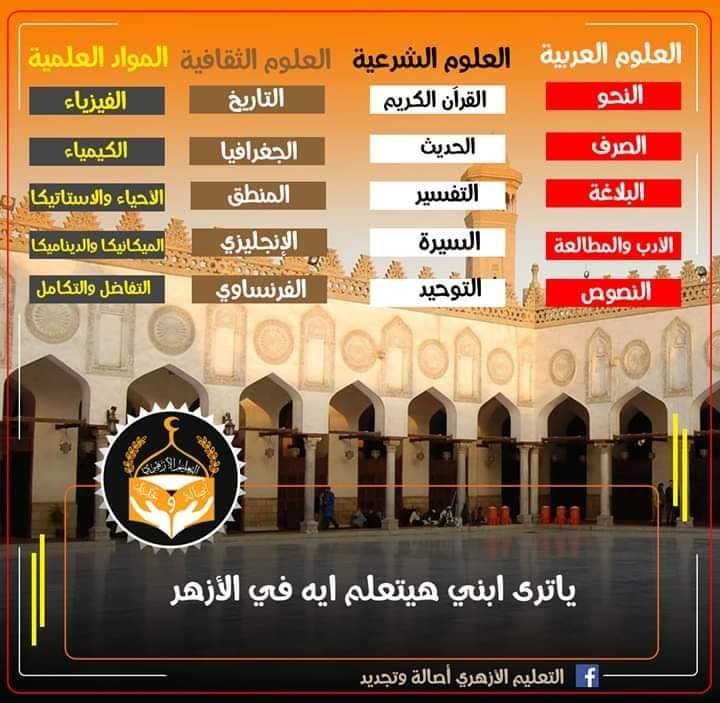 العلوم العربية
النحو
الصرف
البلاغة
الادب والمطالعة
النصوص
العلوم الشرعية
القرآن الكريم
الحديث
التفسير
السيرة
التوحيد
العلوم الثقافية
التاريخ
الجغرافيا
المنطق
الإنجليزي
الفرنساوي
المواد العلمية
الفيزياء
الكيمياء
الأحياء والاستاتيكا
الميكانيكا والديناميكا
التفاضل والتكامل
التعليم الأزهري
أصالة و تجديد
ياترى ابني هيتعلم ايه في الأزهر
التعليم الازهري أصالة وتجديد